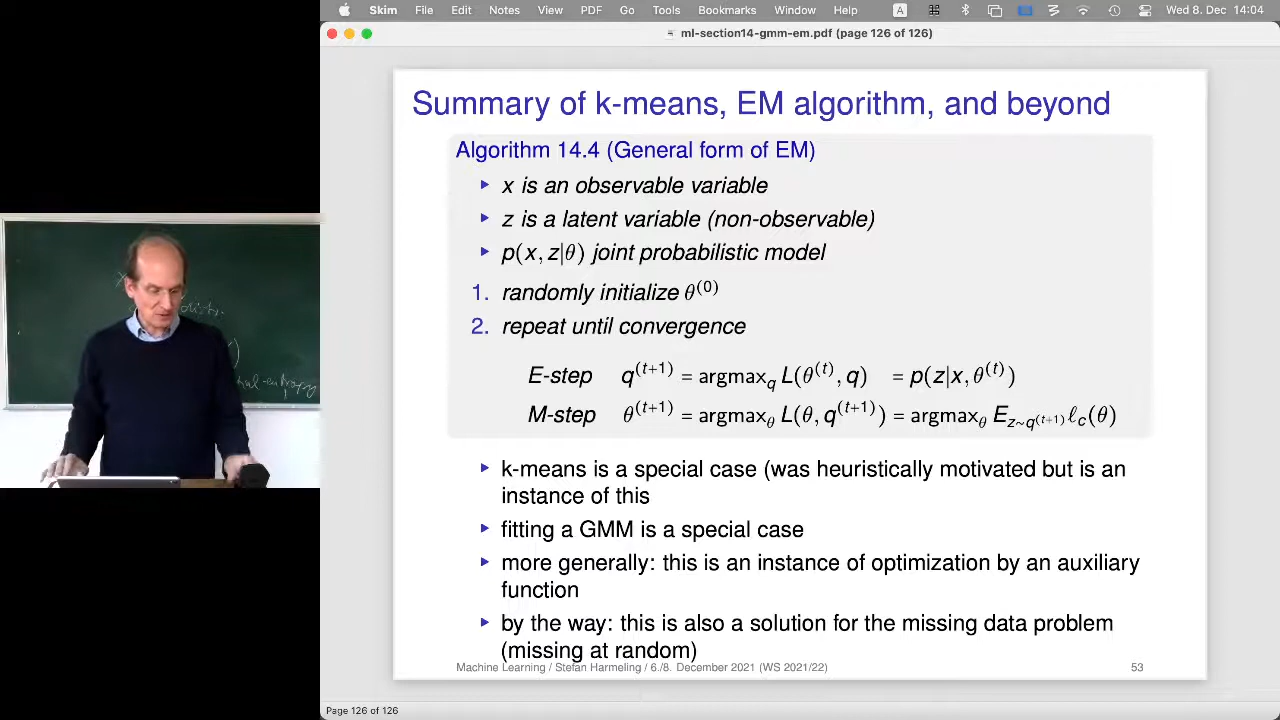 Skim File Edit Notes View PDF Go Tools Bookmarks Window Help A Wed 8. Dec 14:04
ml-section14-gmm-em.pdf (page 126 of 126)
Summary of k-means, EM algorithm, and beyond
Algorithm 14.4 (General form of EM)
▸ x is an observable variable
▸ z is a latent variable (non-observable)
▸ p(x, z|θ) joint probabilistic model
1. randomly initialize θ^(0)
2. repeat until convergence
E-step q^(t+1) = argmax_q L(θ^(t), q) = p(z|x, θ^(t))
M-step θ^(t+1) = argmax_θ L(θ, q^(t+1)) = argmax_θ E_z∼q^(t+1) ℓ_c(θ)
▸ k-means is a special case (was heuristically motivated but is an
instance of this
▸ fitting a GMM is a special case
▸ more generally: this is an instance of optimization by an auxiliary
function
▸ by the way: this is also a solution for the missing data problem
(missing at random)
Machine Learning / Stefan Harmeling / 6./8. December 2021 (WS 2021/22) 53
Page 126 of 126